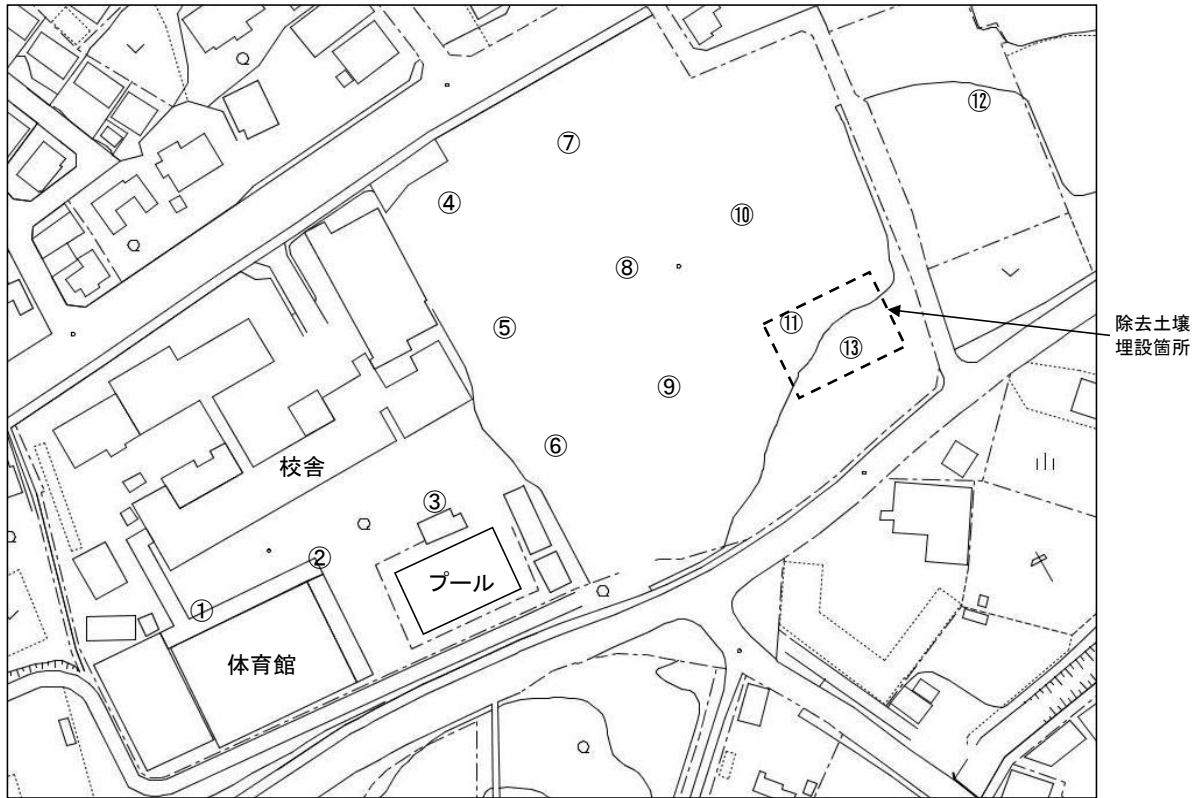 ⑫
⑦
④
⑩
⑧
⑪
除去土壌
埋設箇所
⑤
⑬
⑨
⑥
校舎
③
②
プール
①
体育館